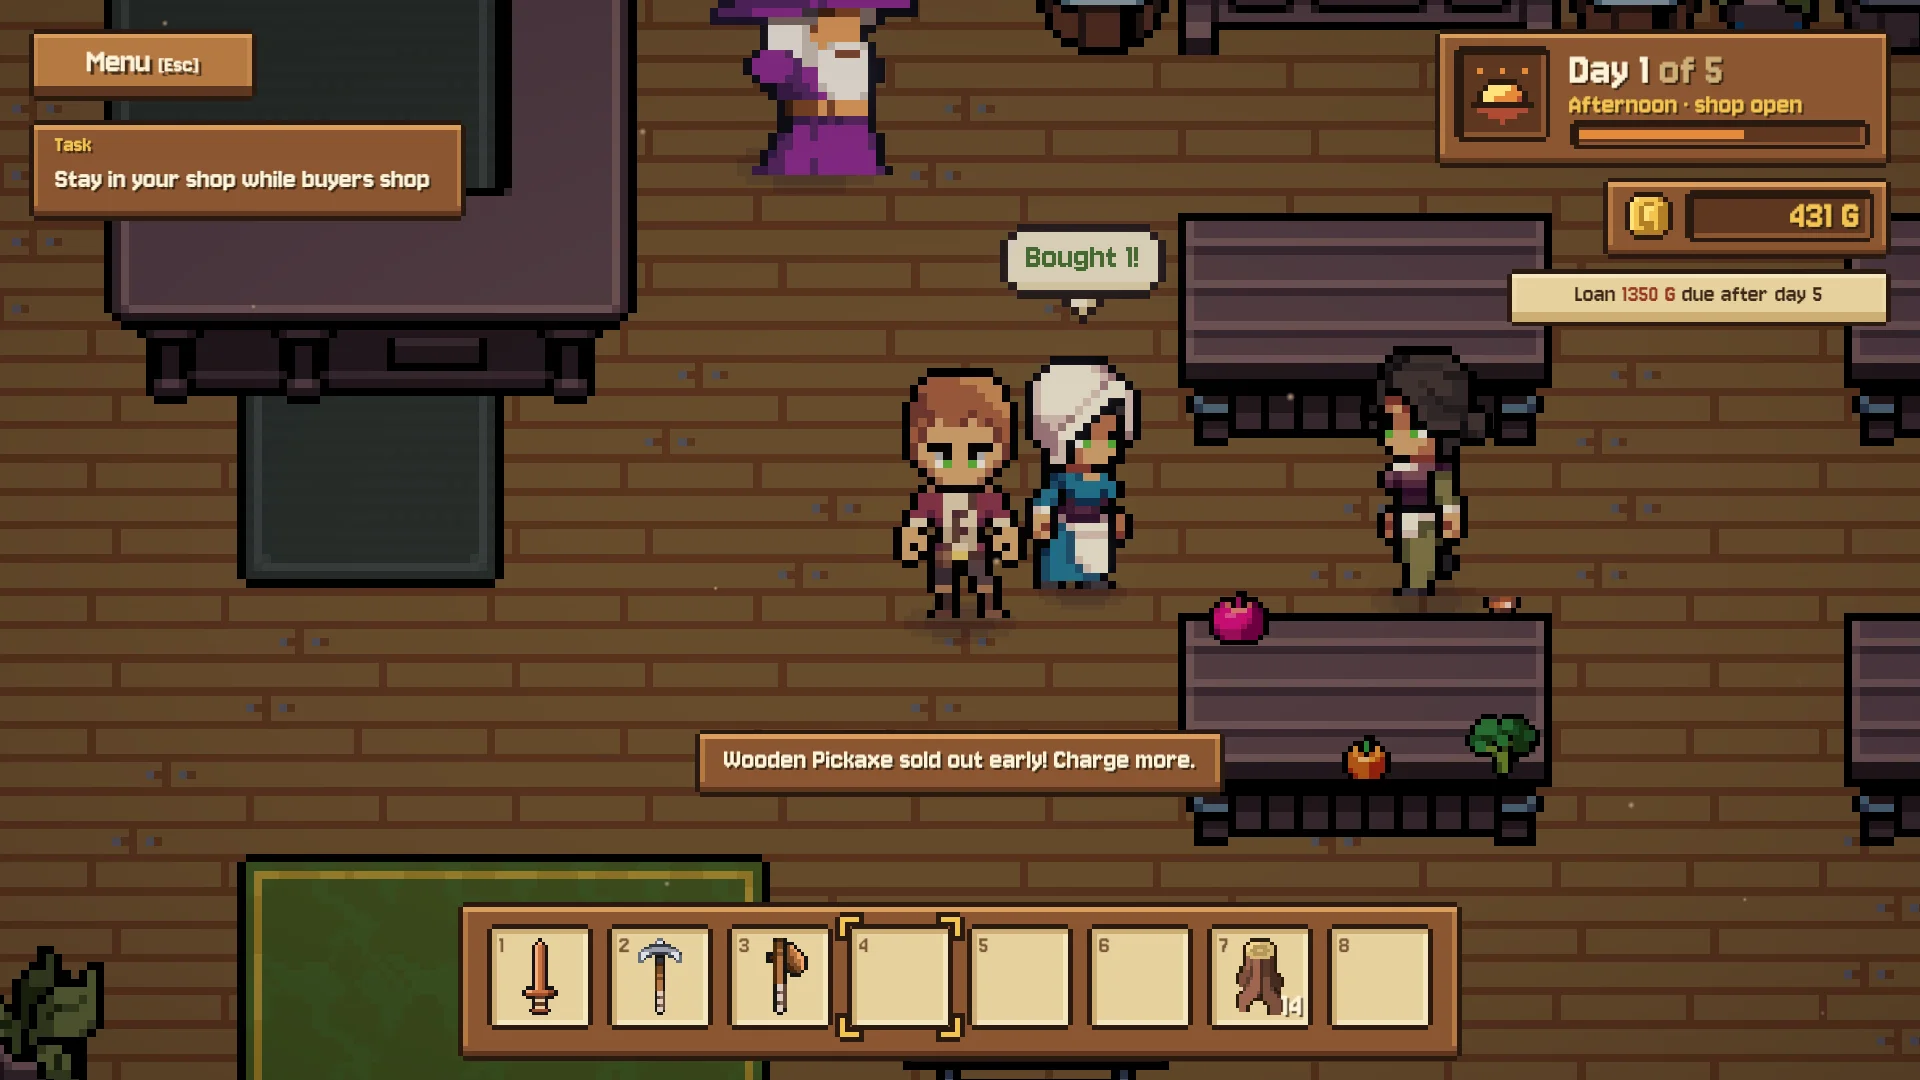 Menu [Esc]
Task
Stay in your shop while buyers shop
Day 1 of 5
Afternoon · shop open
431 G
Loan 1350 G due after day 5
Bought 1!
Wooden Pickaxe sold out early! Charge more.
1 2 3 4 5 6 7 8
14